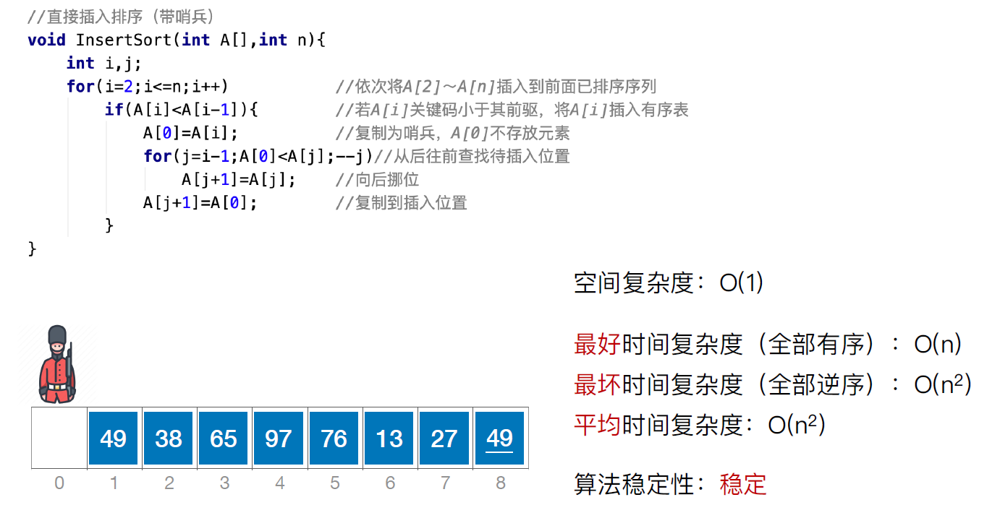 //直接插入排序（带哨兵）
void InsertSort(int A[],int n){
    int i,j;
    for(i=2;i<=n;i++)           //依次将A[2]～A[n]插入到前面已排序序列
        if(A[i]<A[i-1]){        //若A[i]关键码小于其前驱，将A[i]插入有序表
            A[0]=A[i];          //复制为哨兵，A[0]不存放元素
            for(j=i-1;A[0]<A[j];--j)//从后往前查找待插入位置
                A[j+1]=A[j];    //向后挪位
            A[j+1]=A[0];        //复制到插入位置
        }
}
空间复杂度：O(1)
最好时间复杂度（全部有序）：O(n)
最坏时间复杂度（全部逆序）：O(n²)
平均时间复杂度：O(n²)
算法稳定性：稳定
49 38 65 97 76 13 27 49
0 1 2 3 4 5 6 7 8